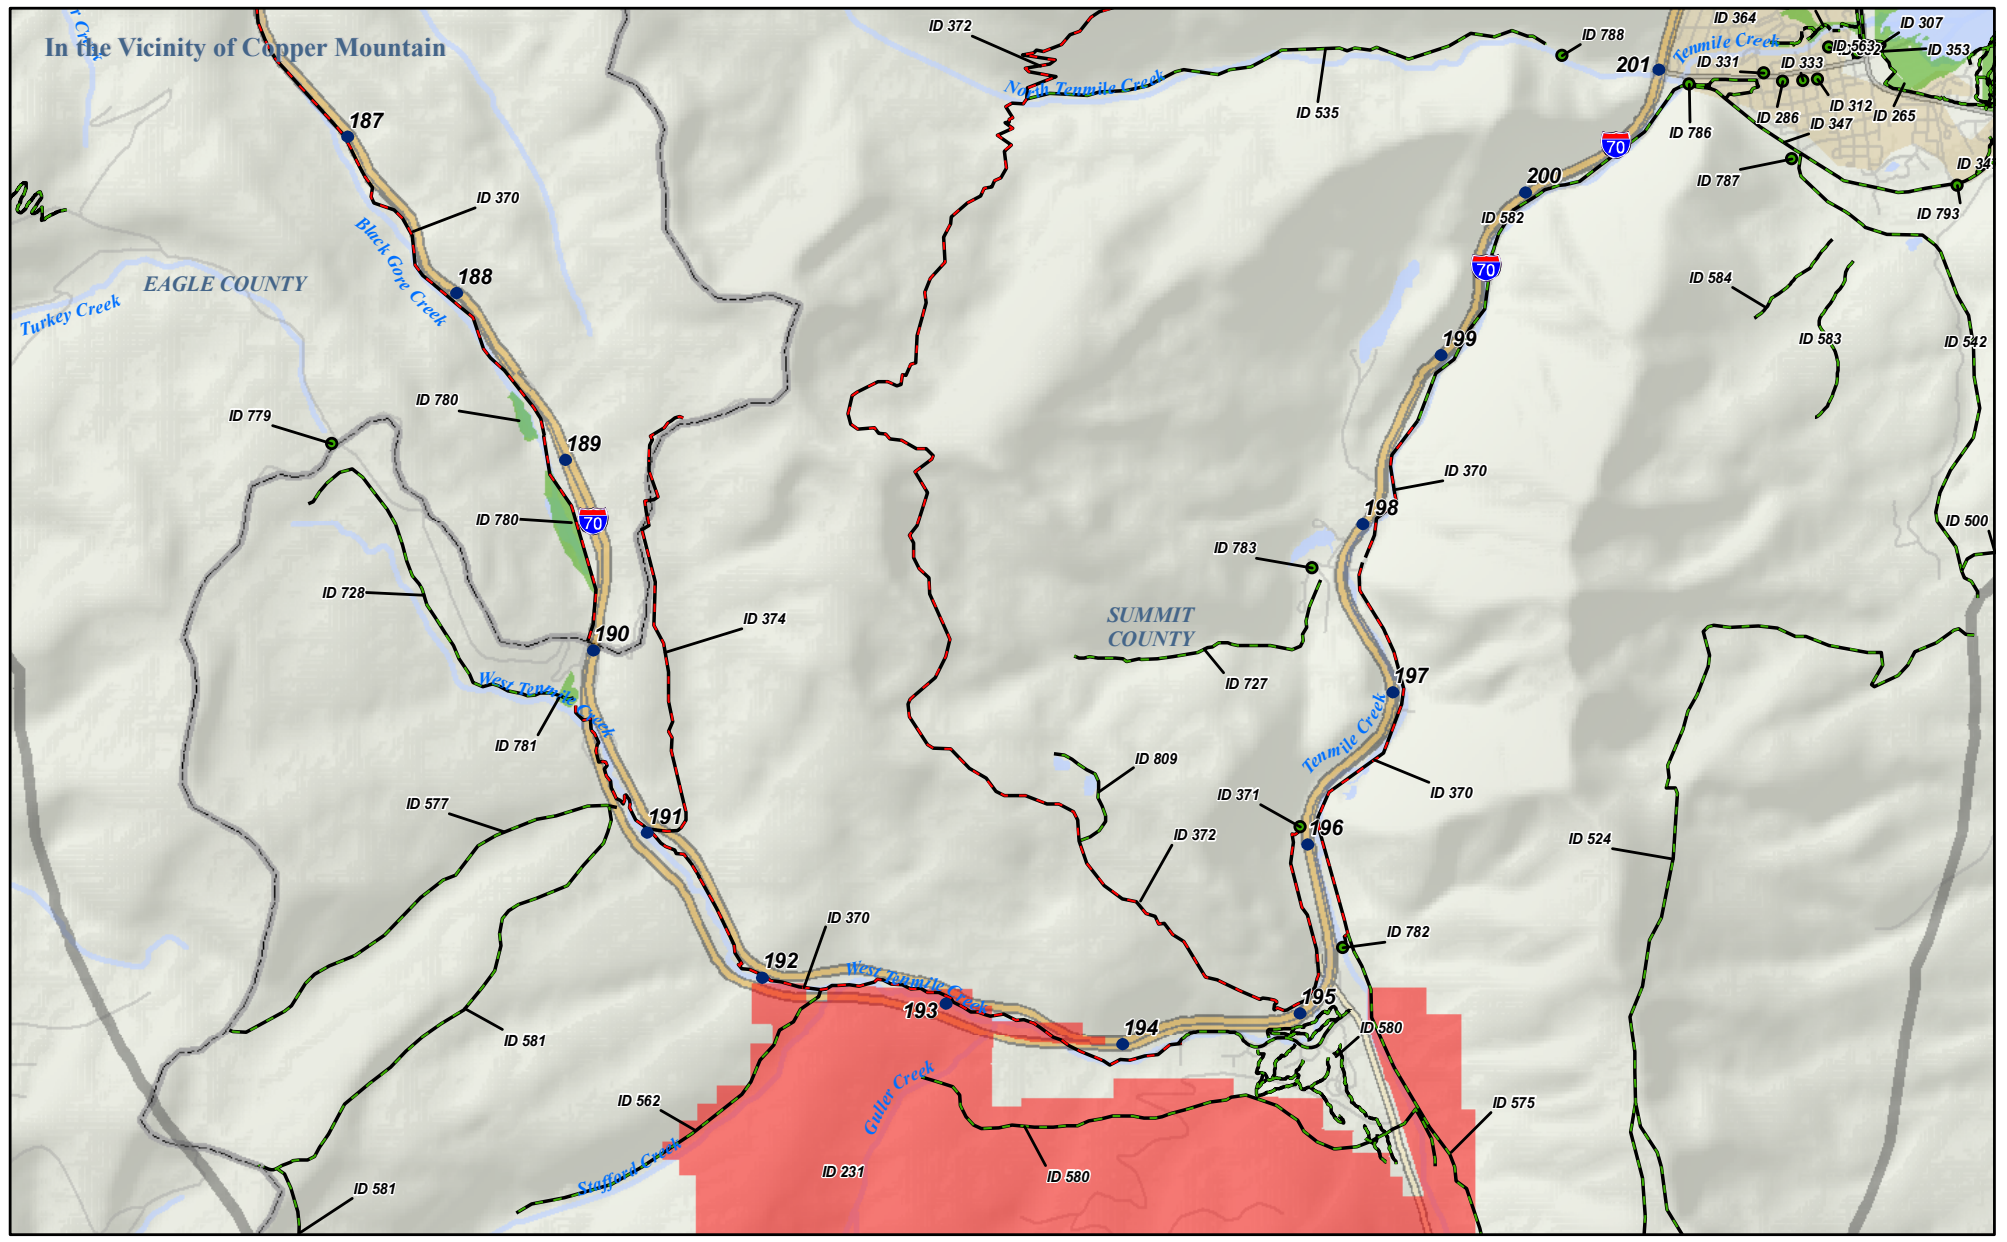 r Creek
In the Vicinity of Copper Mountain
ID 372
ID 788
ID 364
ID 307
201
Tenmile Creek
ID 563
ID 353
ID 331
ID 333
North Tenmile Creek
ID 535
ID 312
ID 265
187
ID 286
ID 347
ID 786
70
ID 34
ID 787
200
ID 370
ID 582
ID 793
Black Gore Creek
70
188
EAGLE COUNTY
ID 584
Turkey Creek
199
ID 583
ID 542
ID 780
ID 779
189
ID 370
198
ID 780
70
ID 500
ID 783
ID 728
SUMMIT
COUNTY
ID 374
190
ID 727
197
West Tenmile Creek
ID 781
Tenmile Creek
ID 809
ID 370
ID 371
ID 577
191
196
ID 372
ID 524
ID 370
ID 782
192
West Tenmile Creek
193
195
194
ID 580
ID 581
Guller Creek
ID 562
ID 575
Stafford Creek
ID 231
ID 580
ID 581